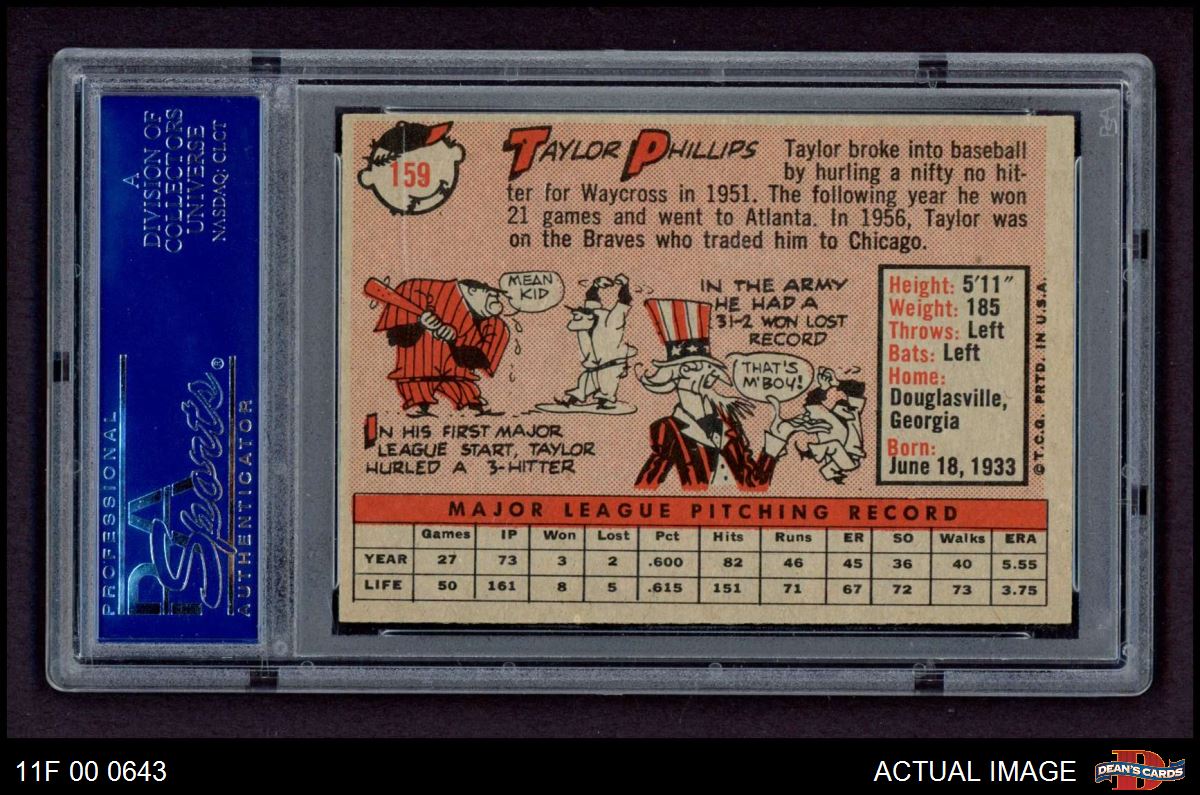 A
DIVISION OF
COLLECTORS
UNIVERSE
NASDAQ: CLCT
PROFESSIONAL
PSA
Sports®
AUTHENTICATOR
159
TAYLOR PHILLIPS
Taylor broke into baseball
by hurling a nifty no hit-
ter for Waycross in 1951. The following year he won
21 games and went to Atlanta. In 1956, Taylor was
on the Braves who traded him to Chicago.
MEAN
KID
IN HIS FIRST MAJOR
LEAGUE START, TAYLOR
HURLED A 3-HITTER
IN THE ARMY
HE HAD A
31-2 WON LOST
RECORD
THAT'S
M'BOY!
Height: 5'11"
Weight: 185
Throws: Left
Bats: Left
Home:
Douglasville,
Georgia
Born:
June 18, 1933
©T.C.G. PRTD. IN U.S.A.
MAJOR LEAGUE PITCHING RECORD
Games IP Won Lost Pct Hits Runs ER SO Walks ERA
YEAR 27 73 3 2 .600 82 46 45 36 40 5.55
LIFE 50 161 8 5 .615 151 71 67 72 73 3.75
PSA
11F 00 0643
ACTUAL IMAGE
D
DEAN'S CARDS